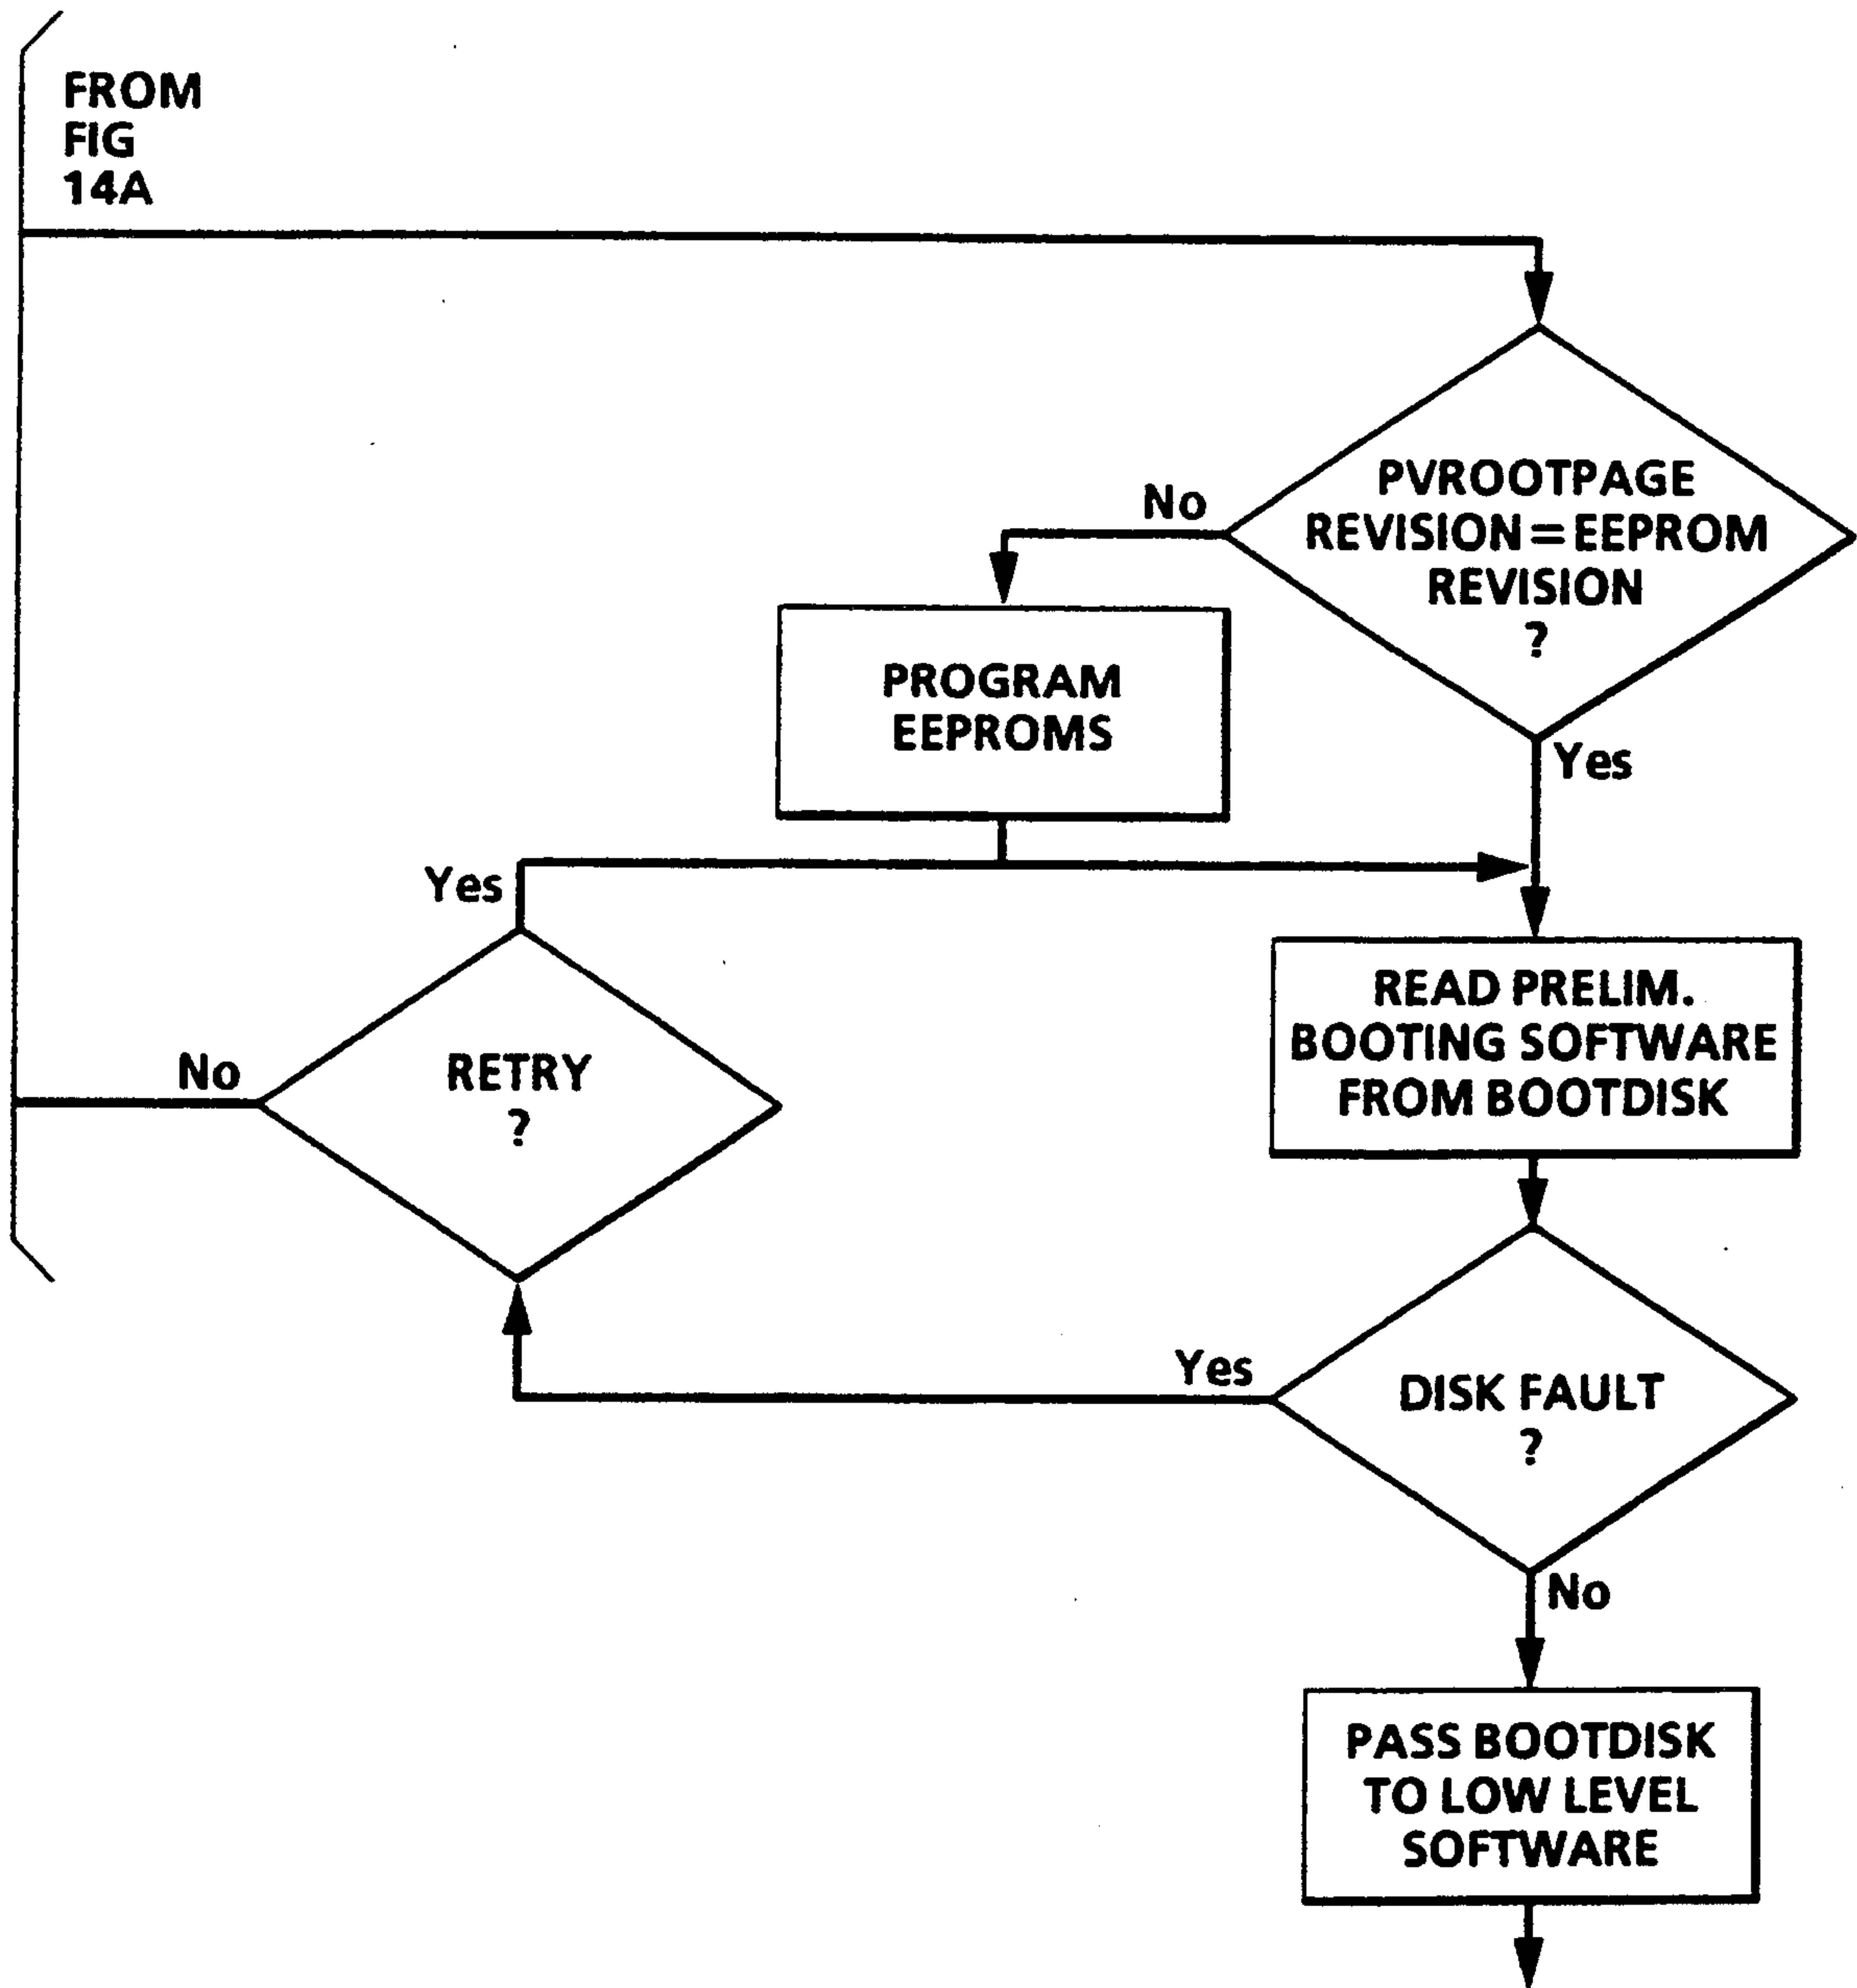 FROM
FIG
14A
PVROOTPAGE
REVISION=EEPROM
REVISION
?
No
PROGRAM
EEPROMS
Yes
Yes
READ PRELIM.
BOOTING SOFTWARE
FROM BOOTDISK
RETRY
?
No
Yes
DISK FAULT
?
No
PASS BOOTDISK
TO LOW LEVEL
SOFTWARE